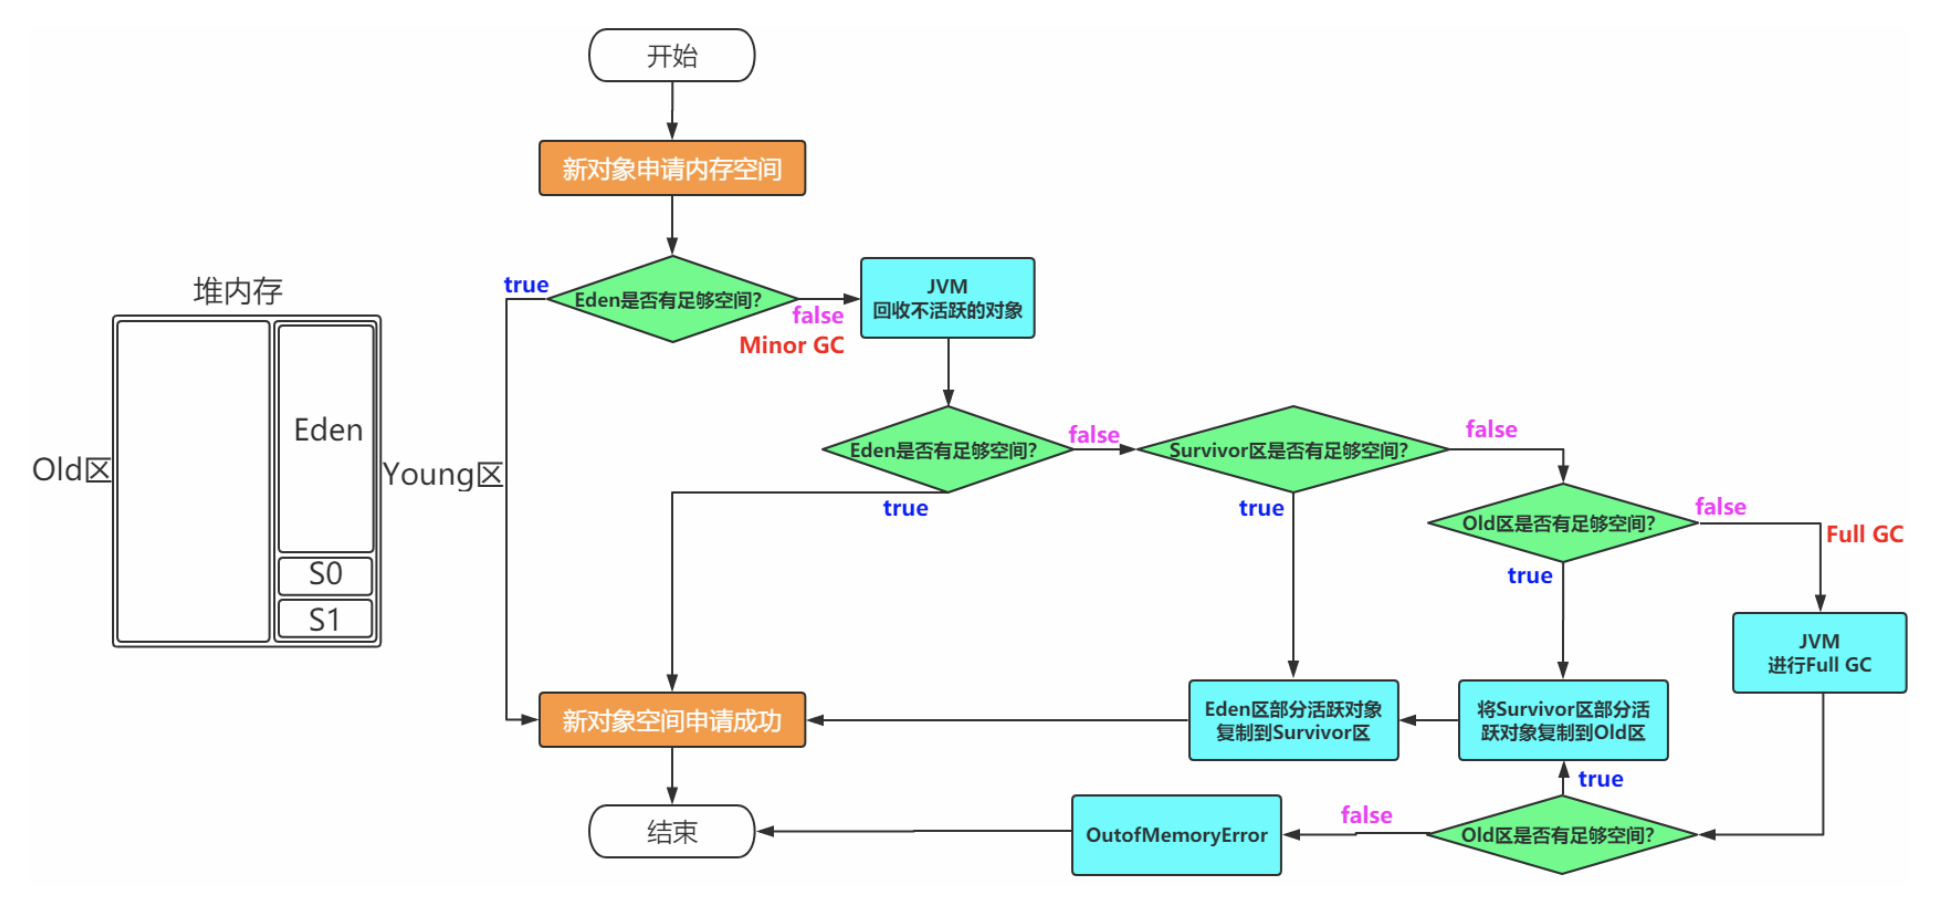 开始
新对象申请内存空间
Eden是否有足够空间?
true
false
Minor GC
JVM
回收不活跃的对象
堆内存
Old区
Eden
S0
S1
Young区
Eden是否有足够空间?
false
true
Survivor区是否有足够空间?
false
true
Old区是否有足够空间?
false
Full GC
true
JVM
进行Full GC
新对象空间申请成功
Eden区部分活跃对象
复制到Survivor区
将Survivor区部分活
跃对象复制到Old区
true
结束
OutofMemoryError
false
Old区是否有足够空间?